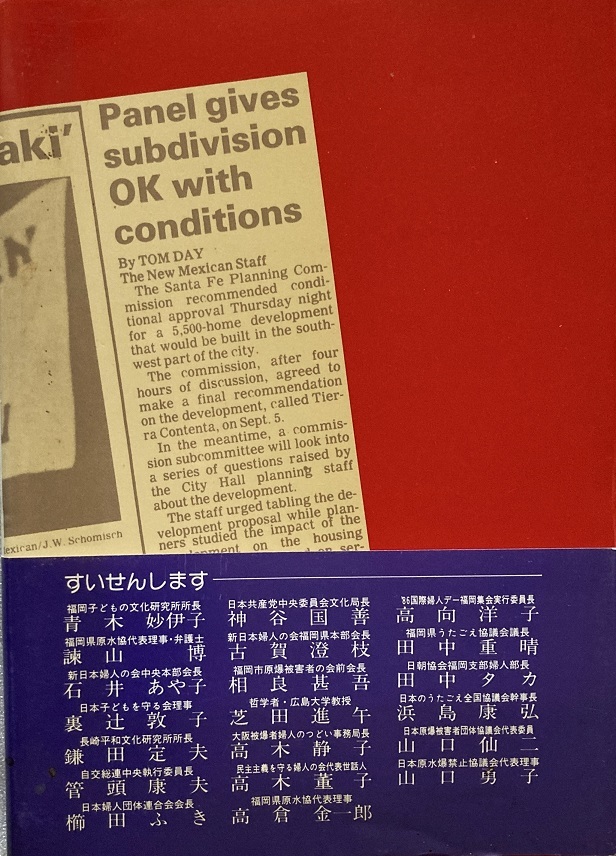 aki'
Panel gives
subdivision
OK with
conditions
By TOM DAY
The New Mexican Staff
The Santa Fe Planning Com-
mission recommended condi-
tional approval Thursday night
for a 5,500-home development
that would be built in the south-
west part of the city.
The commission, after four
hours of discussion, agreed to
make a final recommendation
on the development, called Tier-
ra Contenta, on Sept. 5.
In the meantime, a commis-
sion subcommittee will look into
a series of questions raised by
the City Hall planning staff
about the development.
The staff urged tabling the de-
velopment proposal while plan-
ners studied the impact of the
on the housing
exican/J.W. Schomisch
すいせんします
福岡子どもの文化研究所所長
青木妙伊子
福岡県原水協代表理事・弁護士
諫山博
新日本婦人の会中央本部会長
石井あや子
日本子どもを守る会理事
裏辻敦子
長崎平和文化研究所所長
鎌田定夫
自交総連中央執行委員長
管頭康夫
日本婦人団体連合会会長
櫛田ふき
日本共産党中央委員会文化局長
神谷国善
新日本婦人の会福岡県本部会長
古賀澄枝
福岡市原爆被害者の会前会長
相良甚吾
哲学者・広島大学教授
芝田進午
大阪被爆者婦人のつどい事務局長
高木静子
民主主義を守る婦人の会代表世話人
高木董子
福岡県原水協代表理事
高倉金一郎
'86国際婦人デー福岡集会実行委員長
高向洋子
福岡県うたごえ協議会議長
田中重晴
日朝協会福岡支部婦人部長
田中夕カ
日本のうたごえ全国協議会幹事長
浜島康弘
日本原爆被害者団体協議会代表委員
山口仙二
日本原水爆禁止協議会代表理事
山口勇子